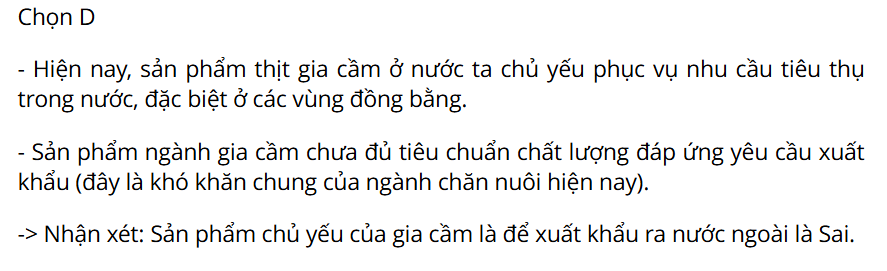 Chọn D
- Hiện nay, sản phẩm thịt gia cầm ở nước ta chủ yếu phục vụ nhu cầu tiêu thụ
trong nước, đặc biệt ở các vùng đồng bằng.
- Sản phẩm ngành gia cầm chưa đủ tiêu chuẩn chất lượng đáp ứng yêu cầu xuất
khẩu (đây là khó khăn chung của ngành chăn nuôi hiện nay).
-> Nhận xét: Sản phẩm chủ yếu của gia cầm là để xuất khẩu ra nước ngoài là Sai.